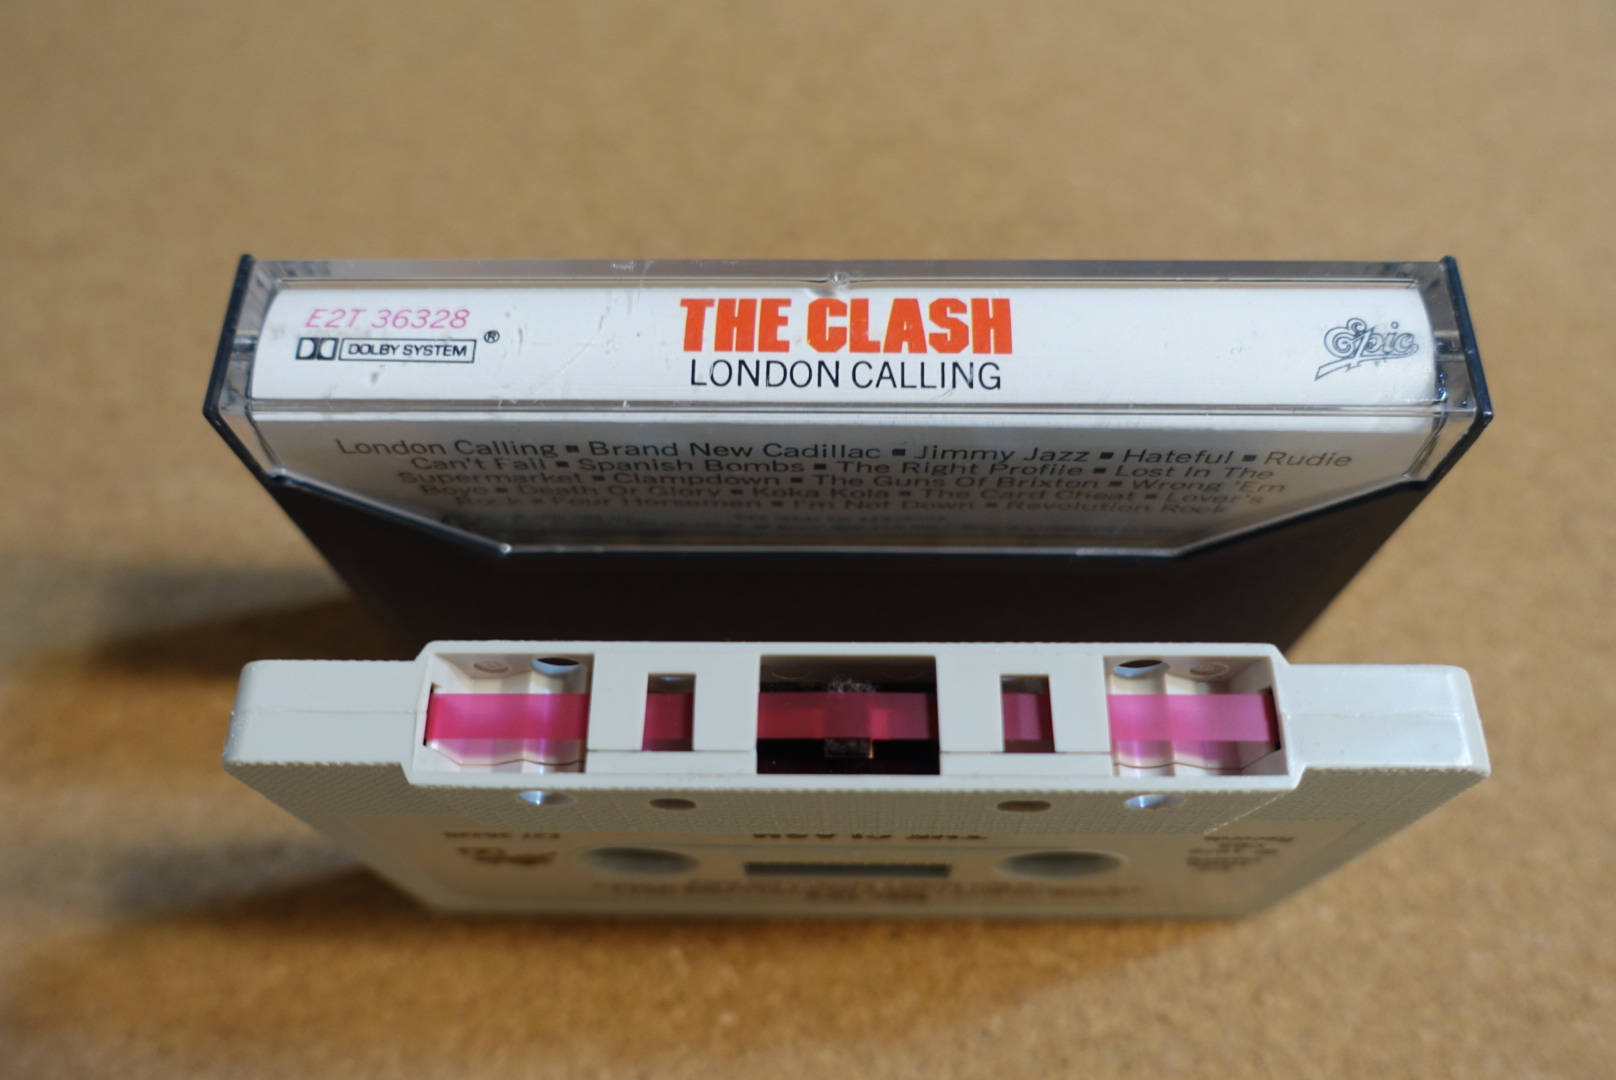 E2T 36328
DOLBY SYSTEM ®
THE CLASH
LONDON CALLING
Epic
London Calling ▪ Brand New Cadillac ▪ Jimmy Jazz ▪ Hateful ▪ Rudie
Can't Fail ▪ Spanish Bombs ▪ The Right Profile ▪ Lost In The
Supermarket ▪ Clampdown ▪ The Guns Of Brixton ▪ Wrong 'Em
Boyo ▪ Death Or Glory ▪ Koka Kola ▪ The Card Cheat ▪ Lover's
Rock ▪ Four Horsemen ▪ I'm Not Down ▪ Revolution Rock
THE CLASH